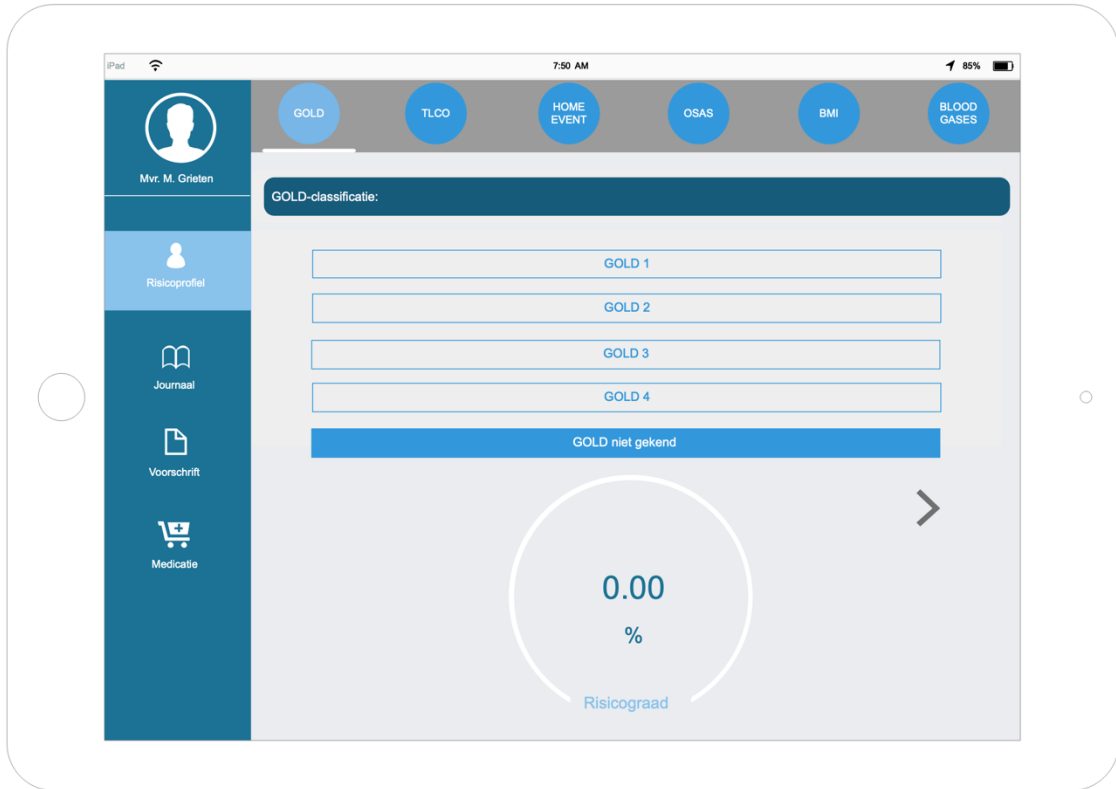 iPad
7:50 AM
85%
Mvr. M. Grieten
Risicoprofiel
Journaal
Voorschrift
Medicatie
GOLD
TLCO
HOME
EVENT
OSAS
BMI
BLOOD
GASES
GOLD-classificatie:
GOLD 1
GOLD 2
GOLD 3
GOLD 4
GOLD niet gekend
0.00
%
Risicograad